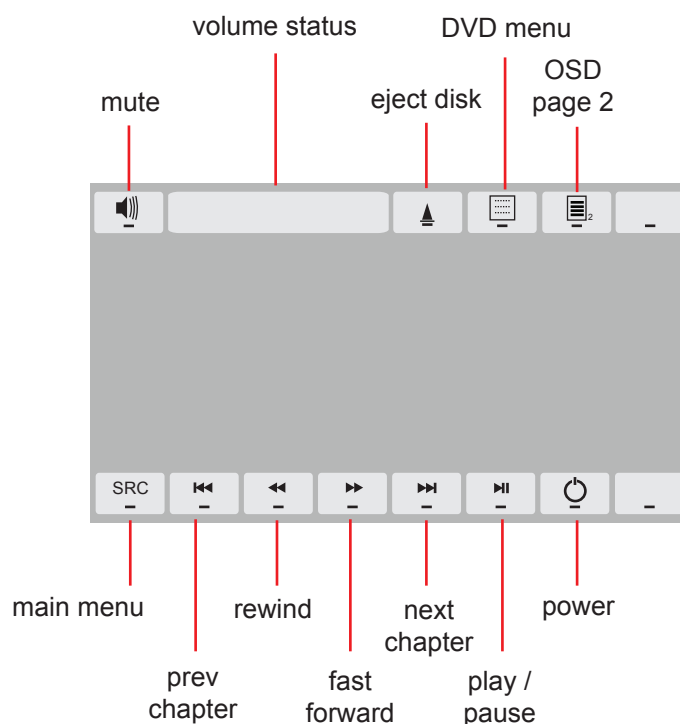 volume status
DVD menu
OSD
page 2
mute
eject disk
2
SRC
main menu
rewind
next
chapter
power
prev
chapter
fast
forward
play /
pause